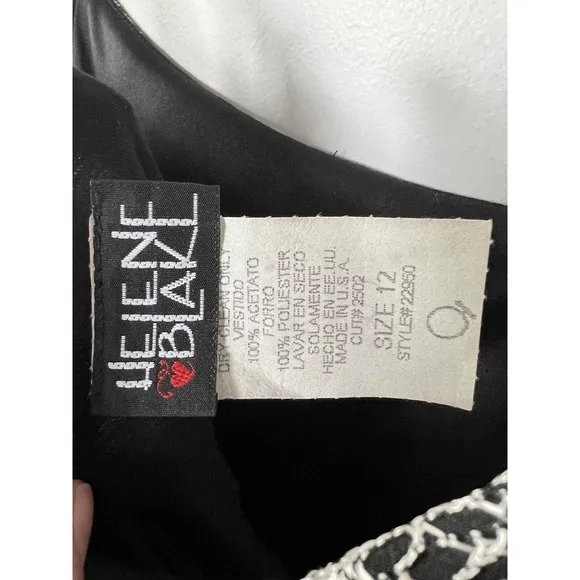 HELENE
BLAKE
DRY CLEAN ONLY
VESTIDO
100% ACETATO
FORRO
100% POLIESTER
LAVAR EN SECO
SOLAMENTE
HECHO EN EE.UU.
MADE IN U.S.A.
CUT# 2502
SIZE 12
STYLE# 22950